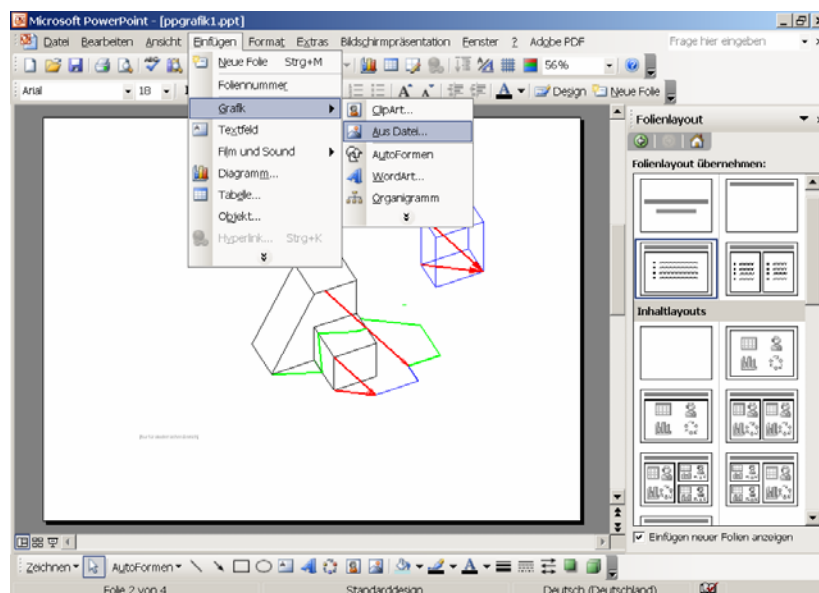 Microsoft PowerPoint - [ppgrafik1.ppt]
Datei Bearbeiten Ansicht Einfügen Format Extras Bildschirmpräsentation Fenster ? Adobe PDF Frage hier eingeben
56%
Arial 18 Design Neue Folie
Neue Folie Strg+M
Foliennummer
Grafik
Textfeld
Film und Sound
Diagramm...
Tabelle...
Objekt...
Hyperlink... Strg+K
ClipArt...
Aus Datei...
AutoFormen
WordArt...
Organigramm
Folienlayout
Folienlayout übernehmen:
Inhaltlayouts
Einfügen neuer Folien anzeigen
Zeichnen AutoFormen
Folie 2 von 4 Standarddesign Deutsch (Deutschland)